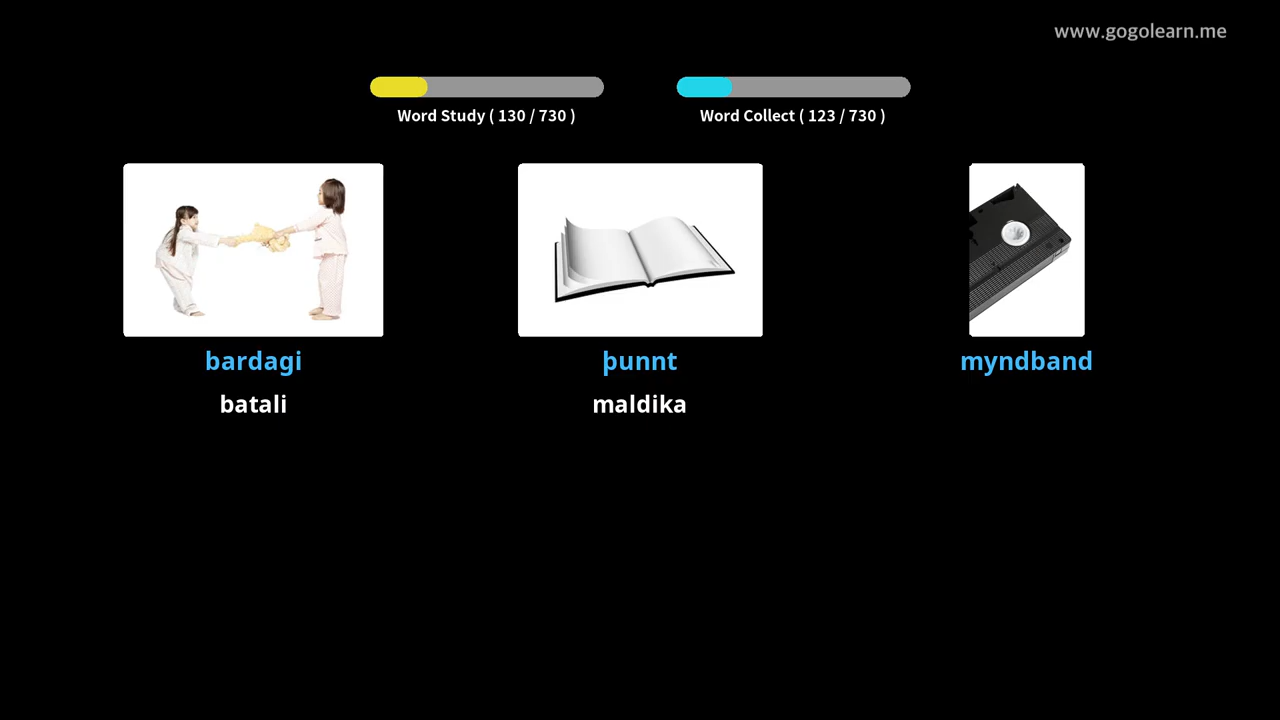 www.gogolearn.me
Word Study ( 130 / 730 )
Word Collect ( 123 / 730 )
bardagi
þunnt
myndband
batali
maldika